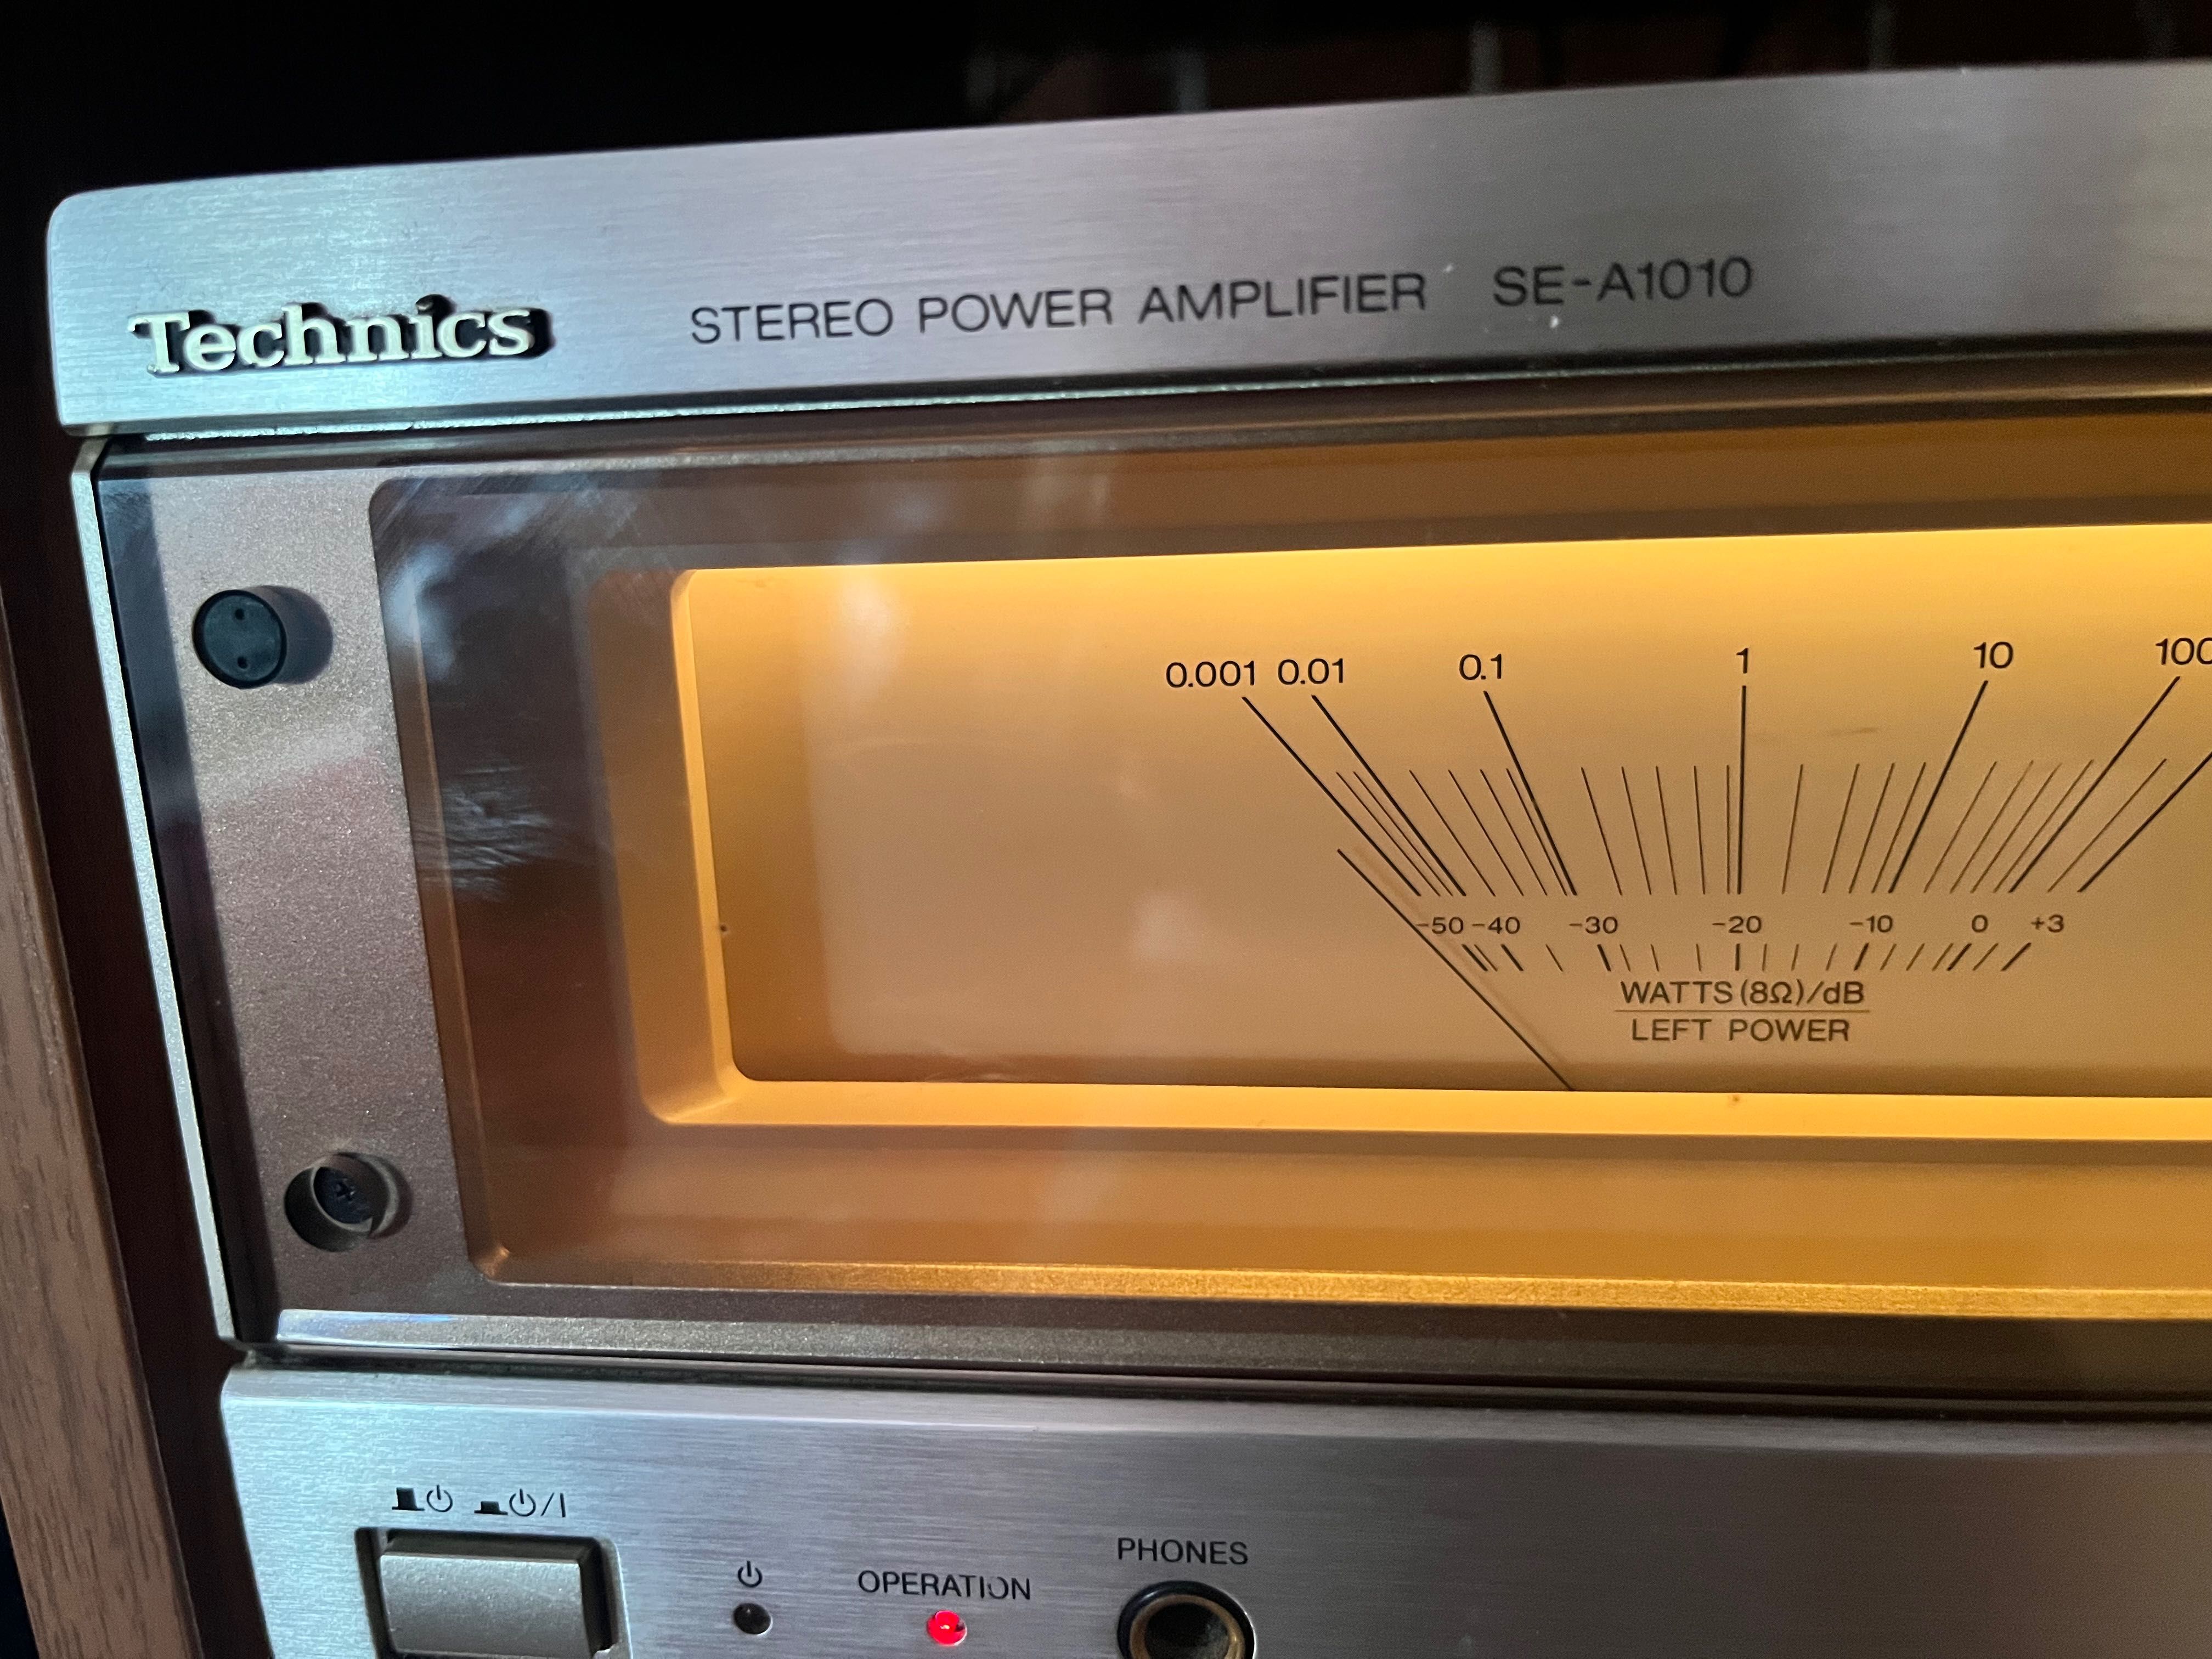 Technics STEREO POWER AMPLIFIER SE-A1010
0.001 0.01 0.1 1 10 100
-50 -40 -30 -20 -10 0 +3
WATTS (8Ω)/dB
LEFT POWER
PHONES
OPERATION